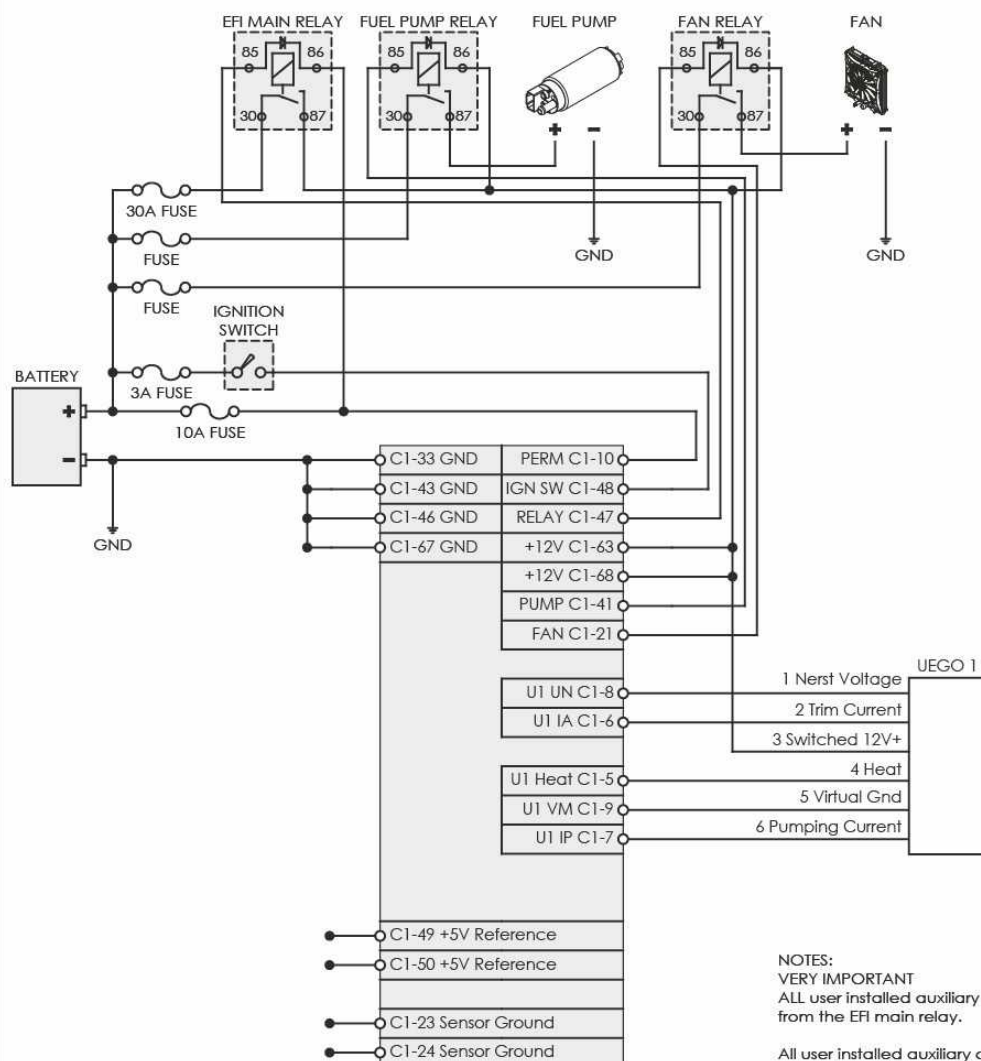 EFI MAIN RELAY
FUEL PUMP RELAY
FUEL PUMP
FAN RELAY
FAN
85 86
85 86
85 86
30 87
30 87
30 87
+ -
+ -
30A FUSE
FUSE
GND
GND
FUSE
IGNITION
SWITCH
3A FUSE
BATTERY
+
-
10A FUSE
GND
C1-33 GND
PERM C1-10
C1-43 GND
IGN SW C1-48
C1-46 GND
RELAY C1-47
C1-67 GND
+12V C1-63
+12V C1-68
PUMP C1-41
FAN C1-21
UEGO 1
U1 UN C1-8
1 Nerst Voltage
U1 IA C1-6
2 Trim Current
3 Switched 12V+
U1 Heat C1-5
4 Heat
U1 VM C1-9
5 Virtual Gnd
U1 IP C1-7
6 Pumping Current
C1-49 +5V Reference
C1-50 +5V Reference
C1-23 Sensor Ground
C1-24 Sensor Ground
NOTES:
VERY IMPORTANT
ALL user installed auxiliary
from the EFI main relay.
All user installed auxiliary